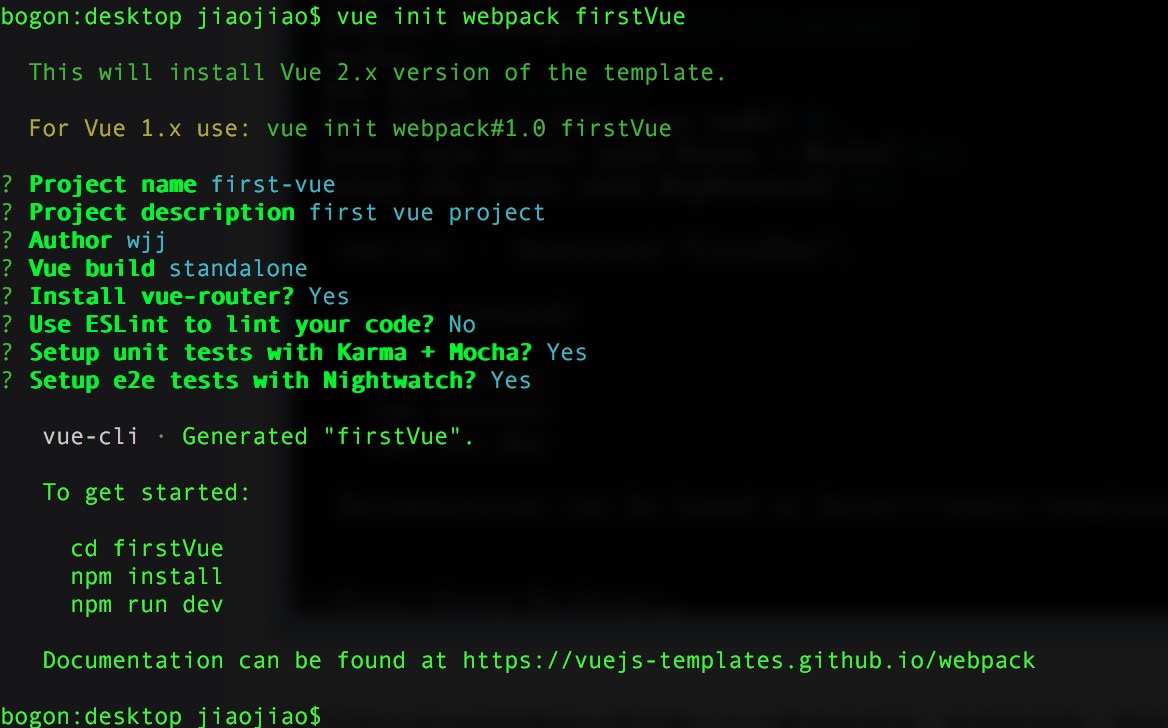 bogon:desktop jiaojiao$ vue init webpack firstVue
This will install Vue 2.x version of the template.
For Vue 1.x use: vue init webpack#1.0 firstVue
? Project name first-vue
? Project description first vue project
? Author wjj
? Vue build standalone
? Install vue-router? Yes
? Use ESLint to lint your code? No
? Setup unit tests with Karma + Mocha? Yes
? Setup e2e tests with Nightwatch? Yes
vue-cli · Generated "firstVue".
To get started:
cd firstVue
npm install
npm run dev
Documentation can be found at https://vuejs-templates.github.io/webpack
bogon:desktop jiaojiao$